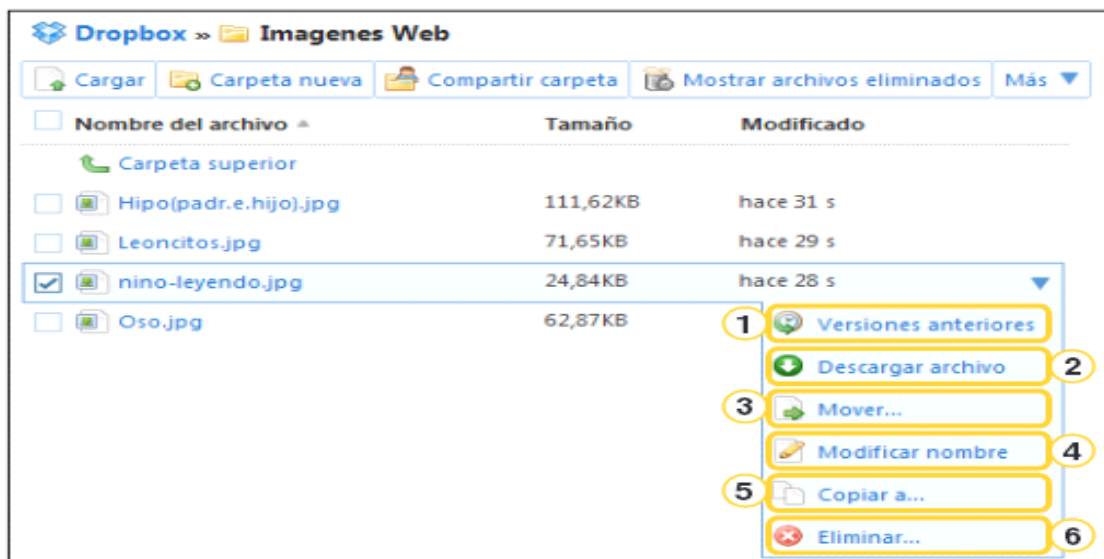 Dropbox » Imagenes Web
Cargar Carpeta nueva Compartir carpeta Mostrar archivos eliminados Más
Nombre del archivo Tamaño Modificado
Carpeta superior
Hipo(padr.e.hijo).jpg 111,62KB hace 31 s
Leoncitos.jpg 71,65KB hace 29 s
nino-leyendo.jpg 24,84KB hace 28 s
Oso.jpg 62,87KB
1 Versiones anteriores
Descargar archivo 2
3 Mover...
Modificar nombre 4
5 Copiar a...
Eliminar... 6